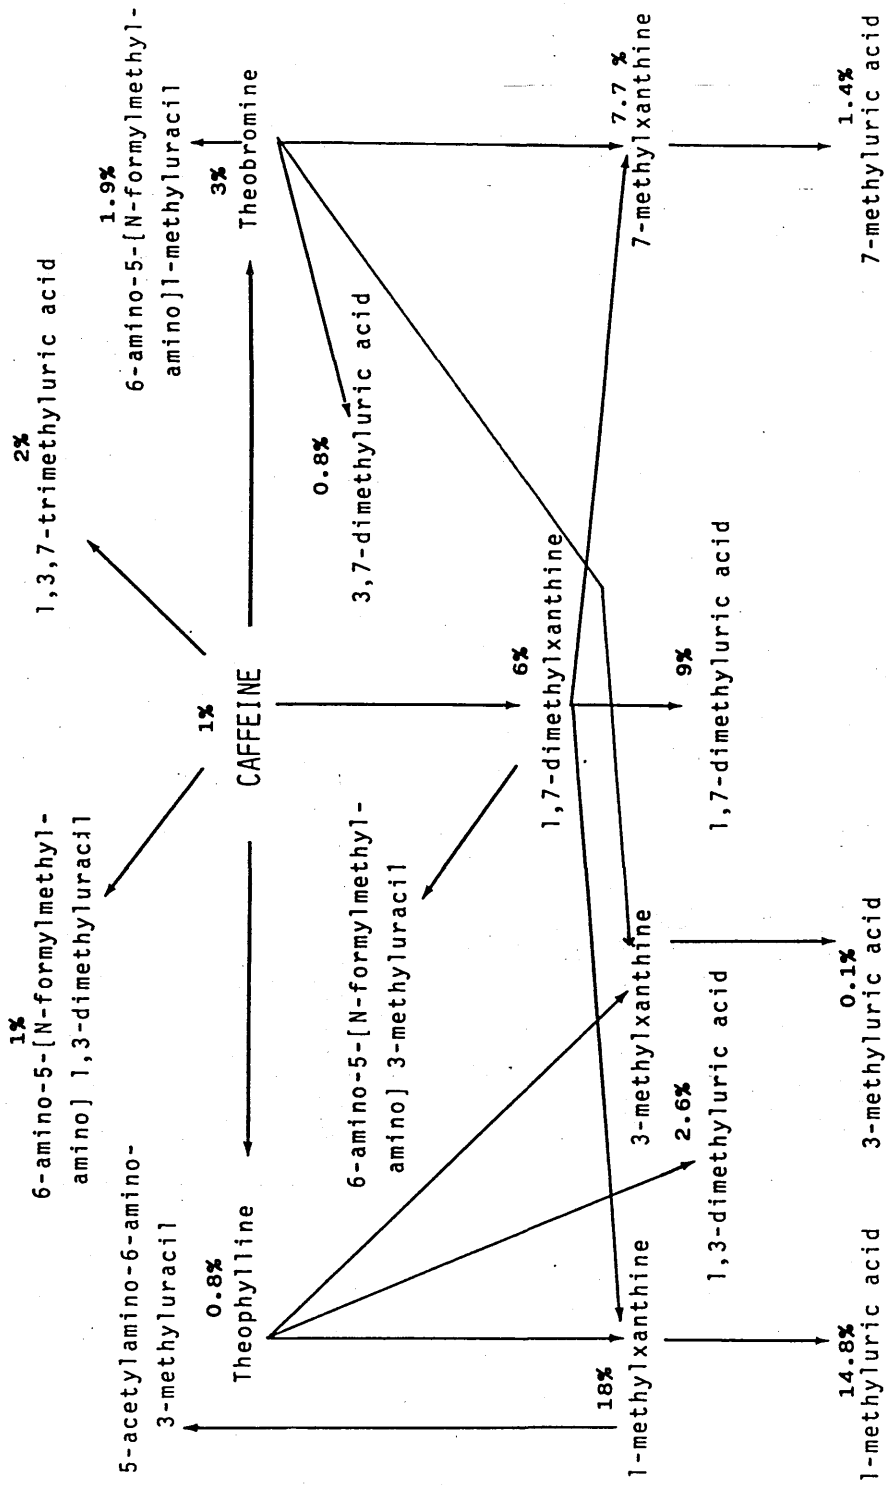 1%
6-amino-5-[N-formylmethyl-
amino] 1,3-dimethyluracil
2%
1,3,7-trimethyluric acid
5-acetylamino-6-amino-
3-methyluracil
1.9%
6-amino-5-[N-formylmethyl-
amino]1-methyluracil
0.8%
Theophylline
1%
CAFFEINE
3%
Theobromine
6-amino-5-[N-formylmethyl-
amino] 3-methyluracil
0.8%
3,7-dimethyluric acid
6%
1,7-dimethylxanthine
18%
1-methylxanthine
3-methylxanthine
7.7 %
7-methylxanthine
2.6%
1,3-dimethyluric acid
9%
1,7-dimethyluric acid
14.8%
1-methyluric acid
0.1%
3-methyluric acid
1.4%
7-methyluric acid